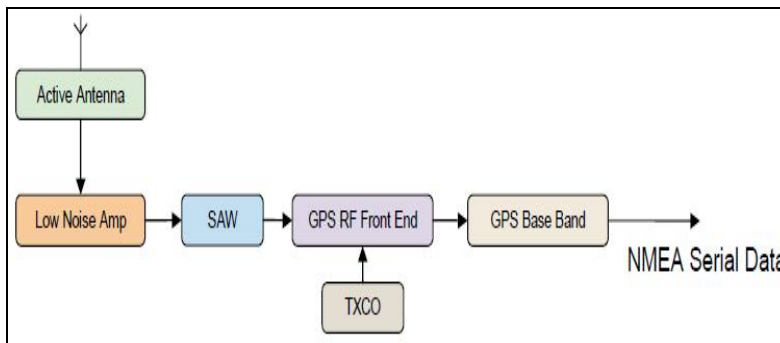 Active Antenna
Low Noise Amp
SAW
GPS RF Front End
GPS Base Band
NMEA Serial Data
TXCO